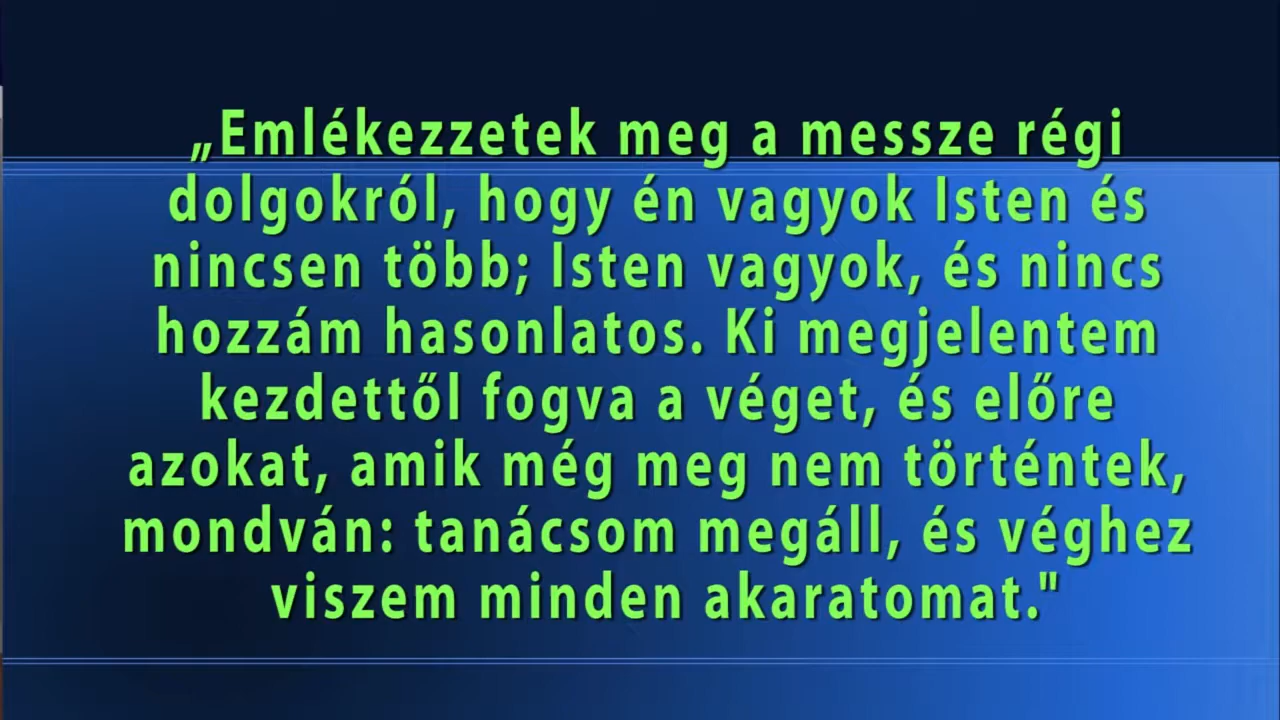 „Emlékezzetek meg a messze régi
dolgokról, hogy én vagyok Isten és
nincsen több; Isten vagyok, és nincs
hozzám hasonlatos. Ki megjelentem
kezdettől fogva a véget, és előre
azokat, amik még meg nem történtek,
mondván: tanácsom megáll, és véghez
viszem minden akaratomat."